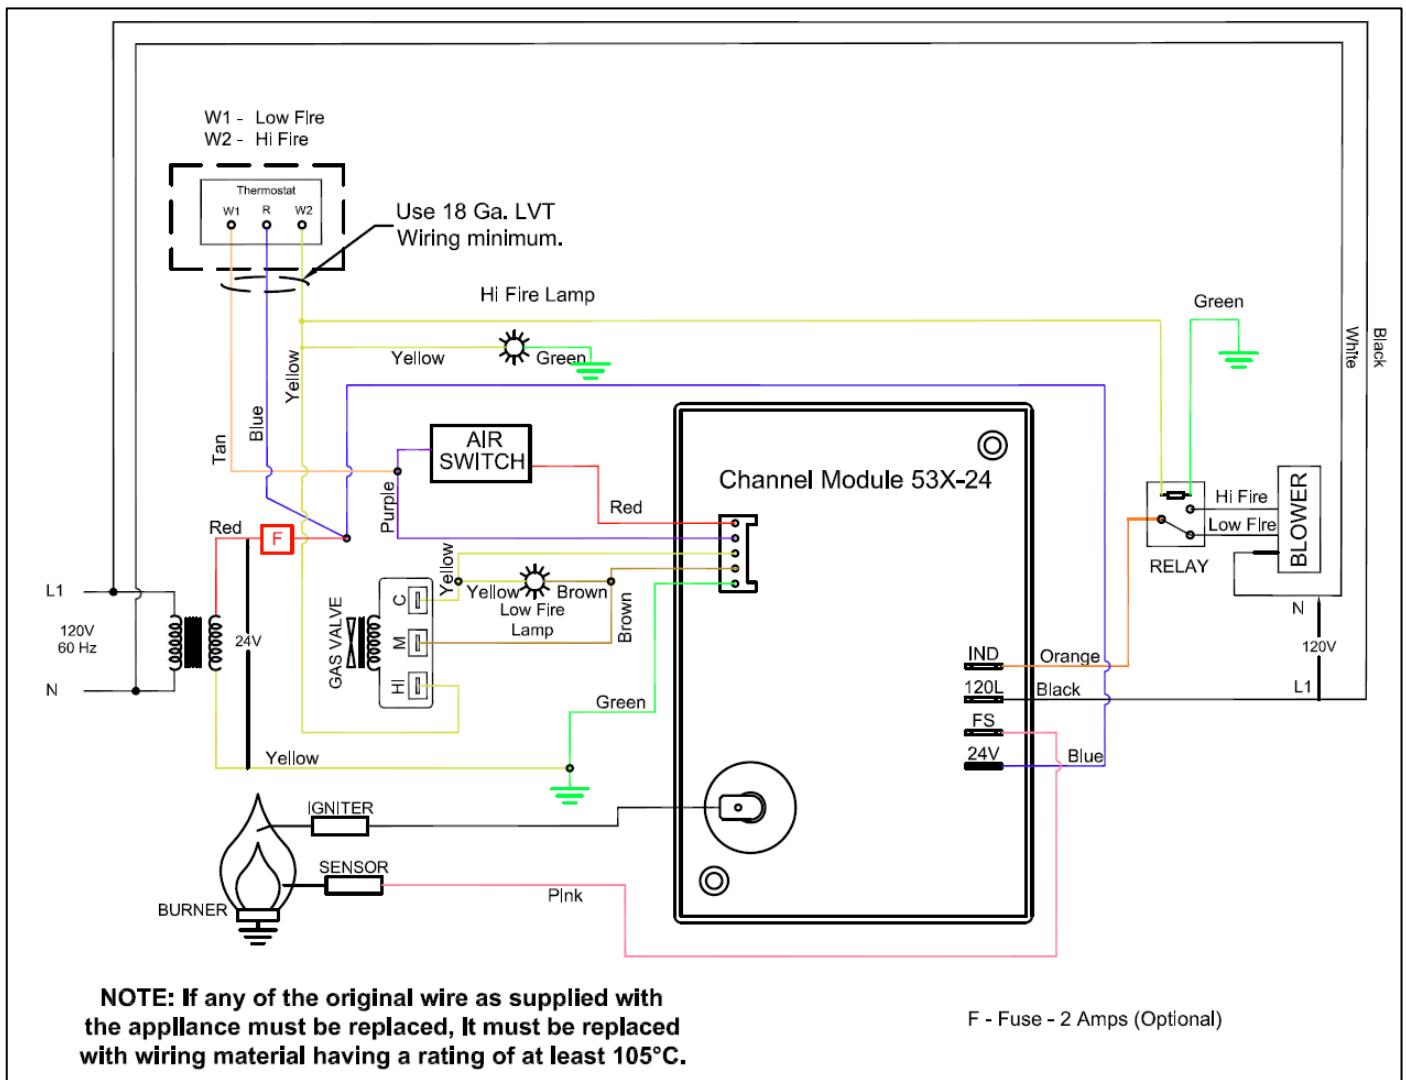 W1 - Low Fire
W2 - Hi Fire
Thermostat
W1 R W2
Use 18 Ga. LVT
Wiring minimum.
Hi Fire Lamp
Green
Black
White
Yellow
Green
Yellow
Blue
Tan
AIR
SWITCH
Purple
Red
Channel Module 53X-24
Hi Fire
Low Fire
BLOWER
RELAY
Red
F
Yellow
Yellow
Brown
Low Fire
Lamp
Brown
L1
120V
60 Hz
N
24V
GAS VALVE
C
M
HI
Green
N
120V
L1
IND
Orange
120L
Black
FS
24V
Blue
Yellow
IGNITER
SENSOR
Pink
BURNER
NOTE: If any of the original wire as supplied with
the appliance must be replaced, It must be replaced
with wiring material having a rating of at least 105°C.
F - Fuse - 2 Amps (Optional)